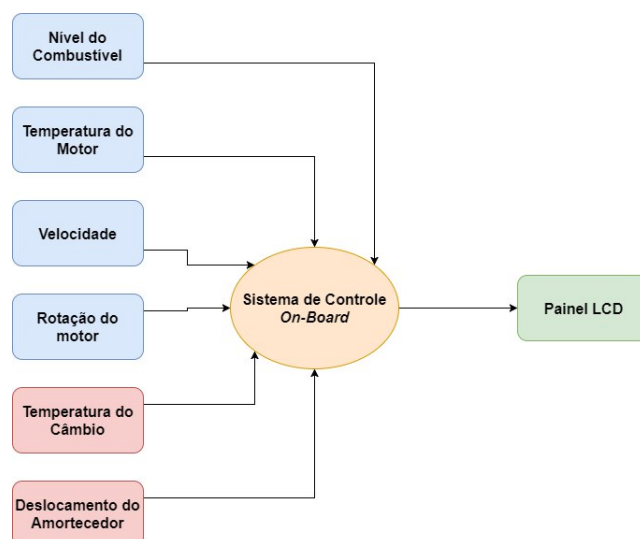 Nível do
Combustível
Temperatura do
Motor
Velocidade
Rotação do
motor
Temperatura do
Câmbio
Deslocamento do
Amortecedor
Sistema de Controle
On-Board
Painel LCD